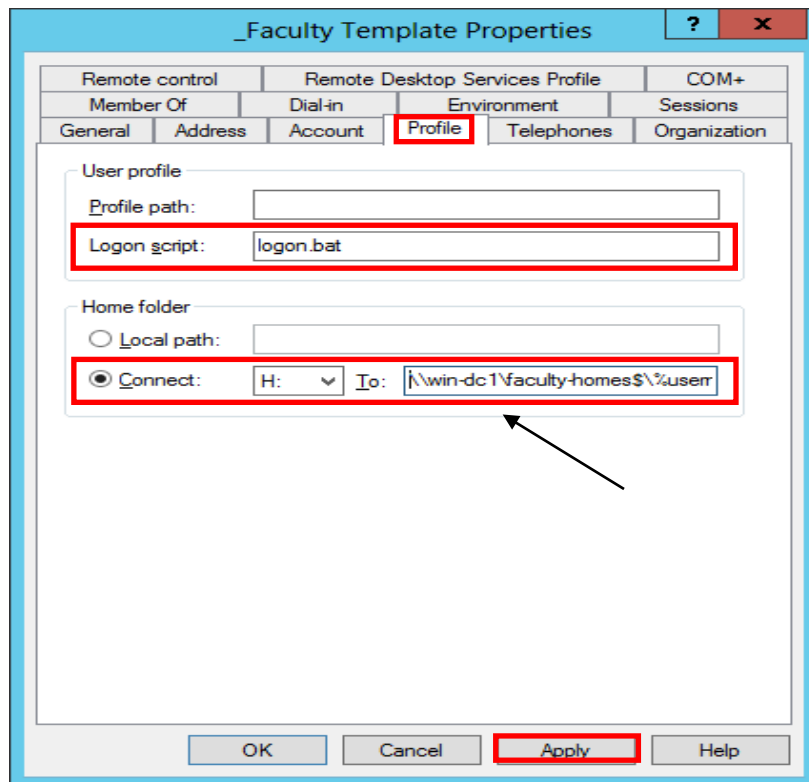 _Faculty Template Properties ? x
Remote control Remote Desktop Services Profile COM+
Member Of Dial-in Environment Sessions
General Address Account Profile Telephones Organization
User profile
Profile path:
Logon script: logon.bat
Home folder
Local path:
Connect: H: To: \\win-dc1\faculty-homes$\%usern
OK Cancel Apply Help